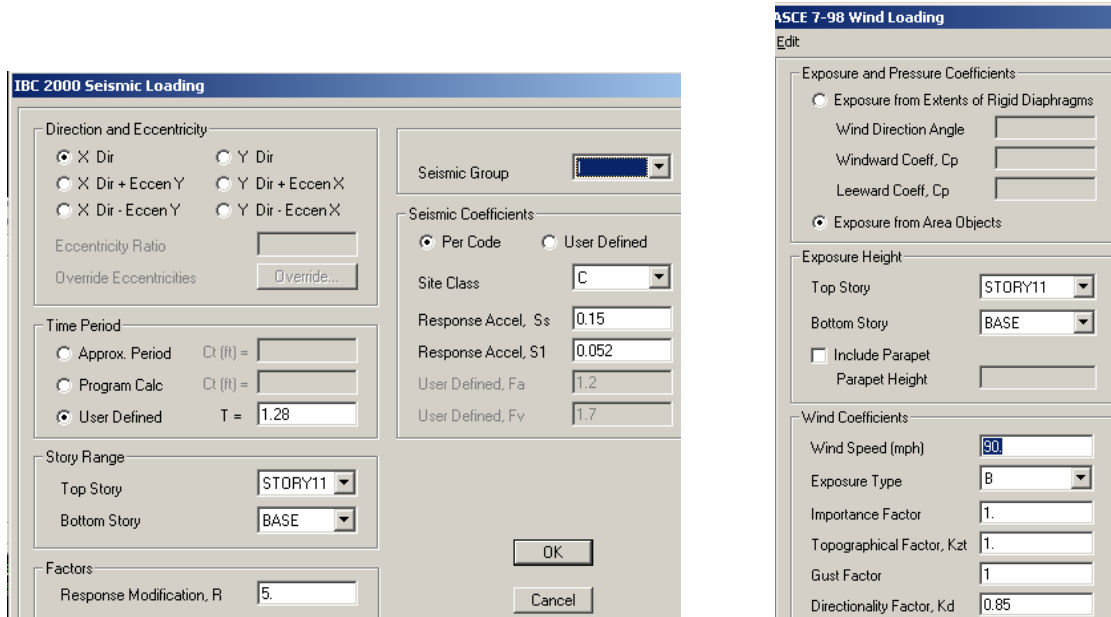 IBC 2000 Seismic Loading
Direction and Eccentricity
X Dir
Y Dir
X Dir + Eccen Y
Y Dir + Eccen X
X Dir - Eccen Y
Y Dir - Eccen X
Eccentricity Ratio
Override Eccentricities
Override...
Time Period
Approx. Period
Ct (ft) =
Program Calc
Ct (ft) =
User Defined
T =
1.28
Story Range
Top Story
STORY11
Bottom Story
BASE
Factors
Response Modification, R
5.
Seismic Group
Seismic Coefficients
Per Code
User Defined
Site Class
C
Response Accel, Ss
0.15
Response Accel, S1
0.052
User Defined, Fa
1.2
User Defined, Fv
1.7
OK
Cancel
ASCE 7-98 Wind Loading
Edit
Exposure and Pressure Coefficients
Exposure from Extents of Rigid Diaphragms
Wind Direction Angle
Windward Coeff, Cp
Leeward Coeff, Cp
Exposure from Area Objects
Exposure Height
Top Story
STORY11
Bottom Story
BASE
Include Parapet
Parapet Height
Wind Coefficients
Wind Speed (mph)
90.
Exposure Type
B
Importance Factor
1.
Topographical Factor, Kzt
1.
Gust Factor
1
Directionality Factor, Kd
0.85